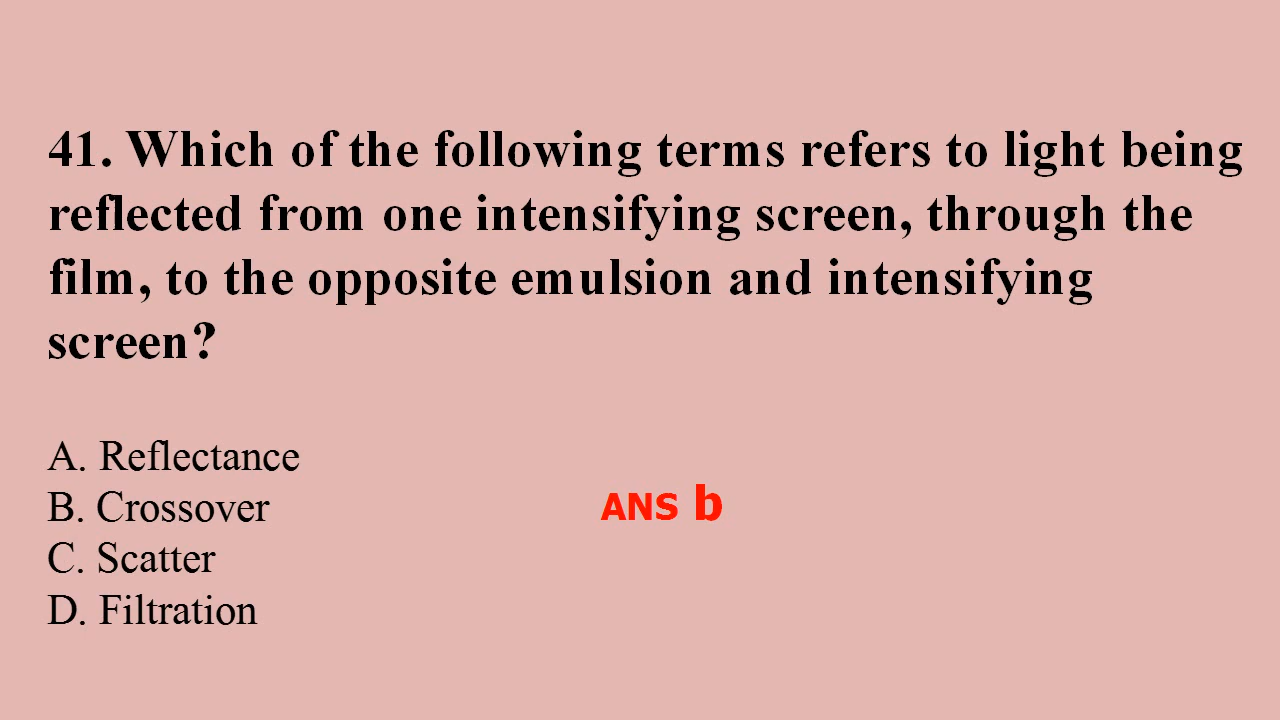 41. Which of the following terms refers to light being
reflected from one intensifying screen, through the
film, to the opposite emulsion and intensifying
screen?
A. Reflectance
B. Crossover
ANS b
C. Scatter
D. Filtration